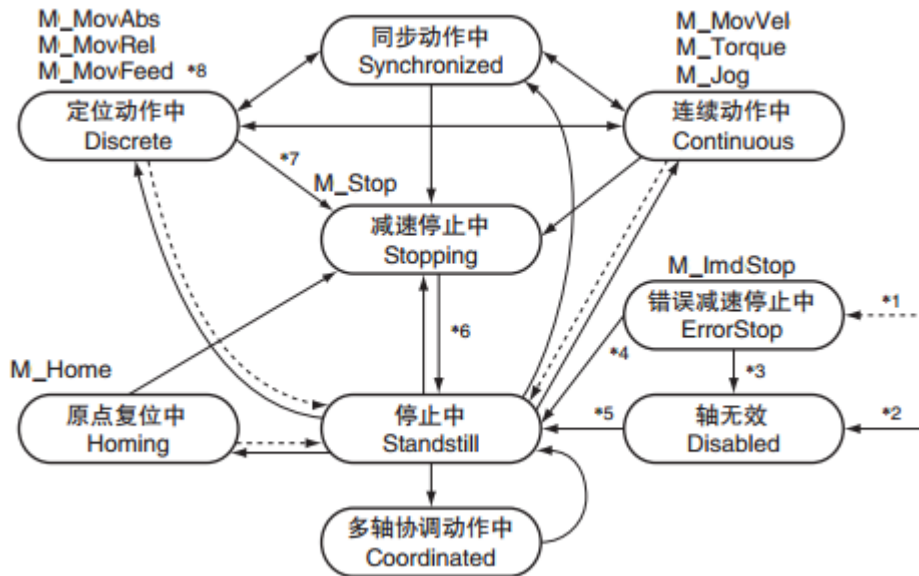 M_MovAbs
M_MovRel
M_MovFeed *8
定位动作中
Discrete
同步动作中
Synchronized
M_MovVel
M_Torque
M_Jog
连续动作中
Continuous
*7
M_Stop
减速停止中
Stopping
M_ImdStop
错误减速停止中
ErrorStop
*1
*6
*4
*3
M_Home
原点复位中
Homing
停止中
Standstill
*5
轴无效
Disabled
*2
多轴协调动作中
Coordinated